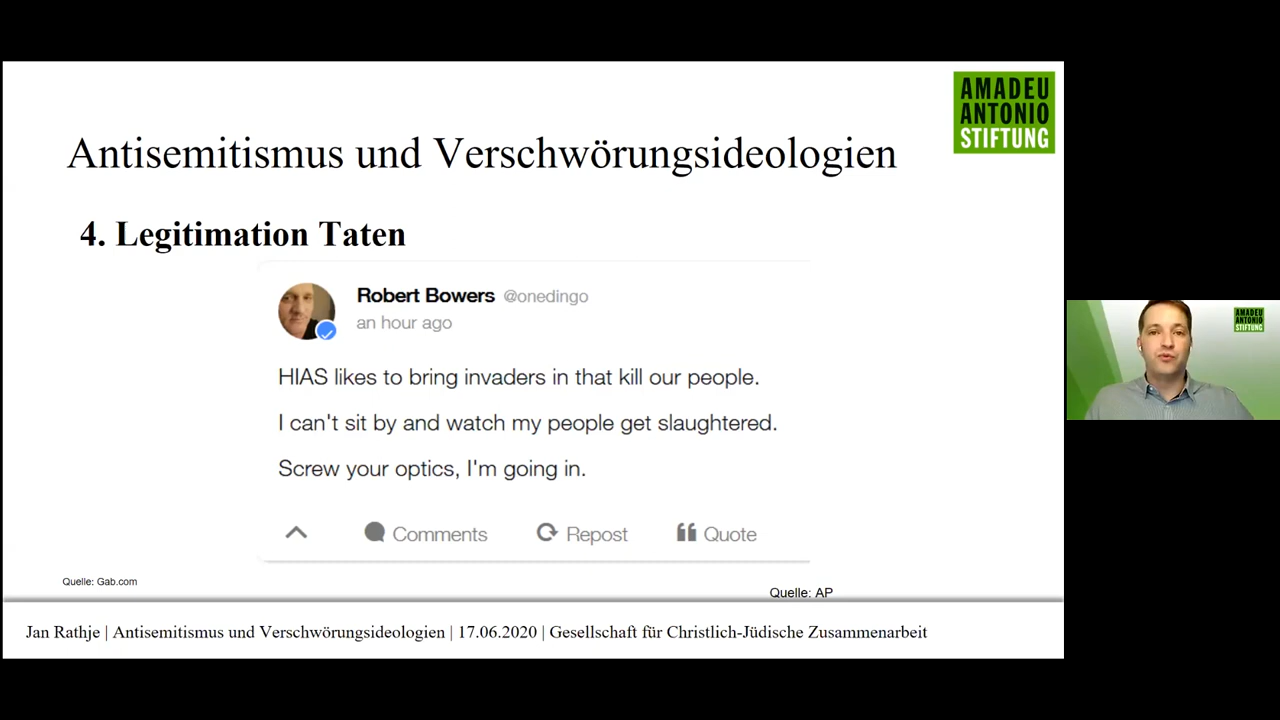 AMADEU
ANTONIO
STIFTUNG
Antisemitismus und Verschwörungsideologien
4. Legitimation Taten
Robert Bowers @onedingo
an hour ago
HIAS likes to bring invaders in that kill our people.
I can't sit by and watch my people get slaughtered.
Screw your optics, I'm going in.
Comments Repost Quote
Quelle: Gab.com
Quelle: AP
Jan Rathje | Antisemitismus und Verschwörungsideologien | 17.06.2020 | Gesellschaft für Christlich-Jüdische Zusammenarbeit
AMADEU
ANTONIO
STIFTUNG